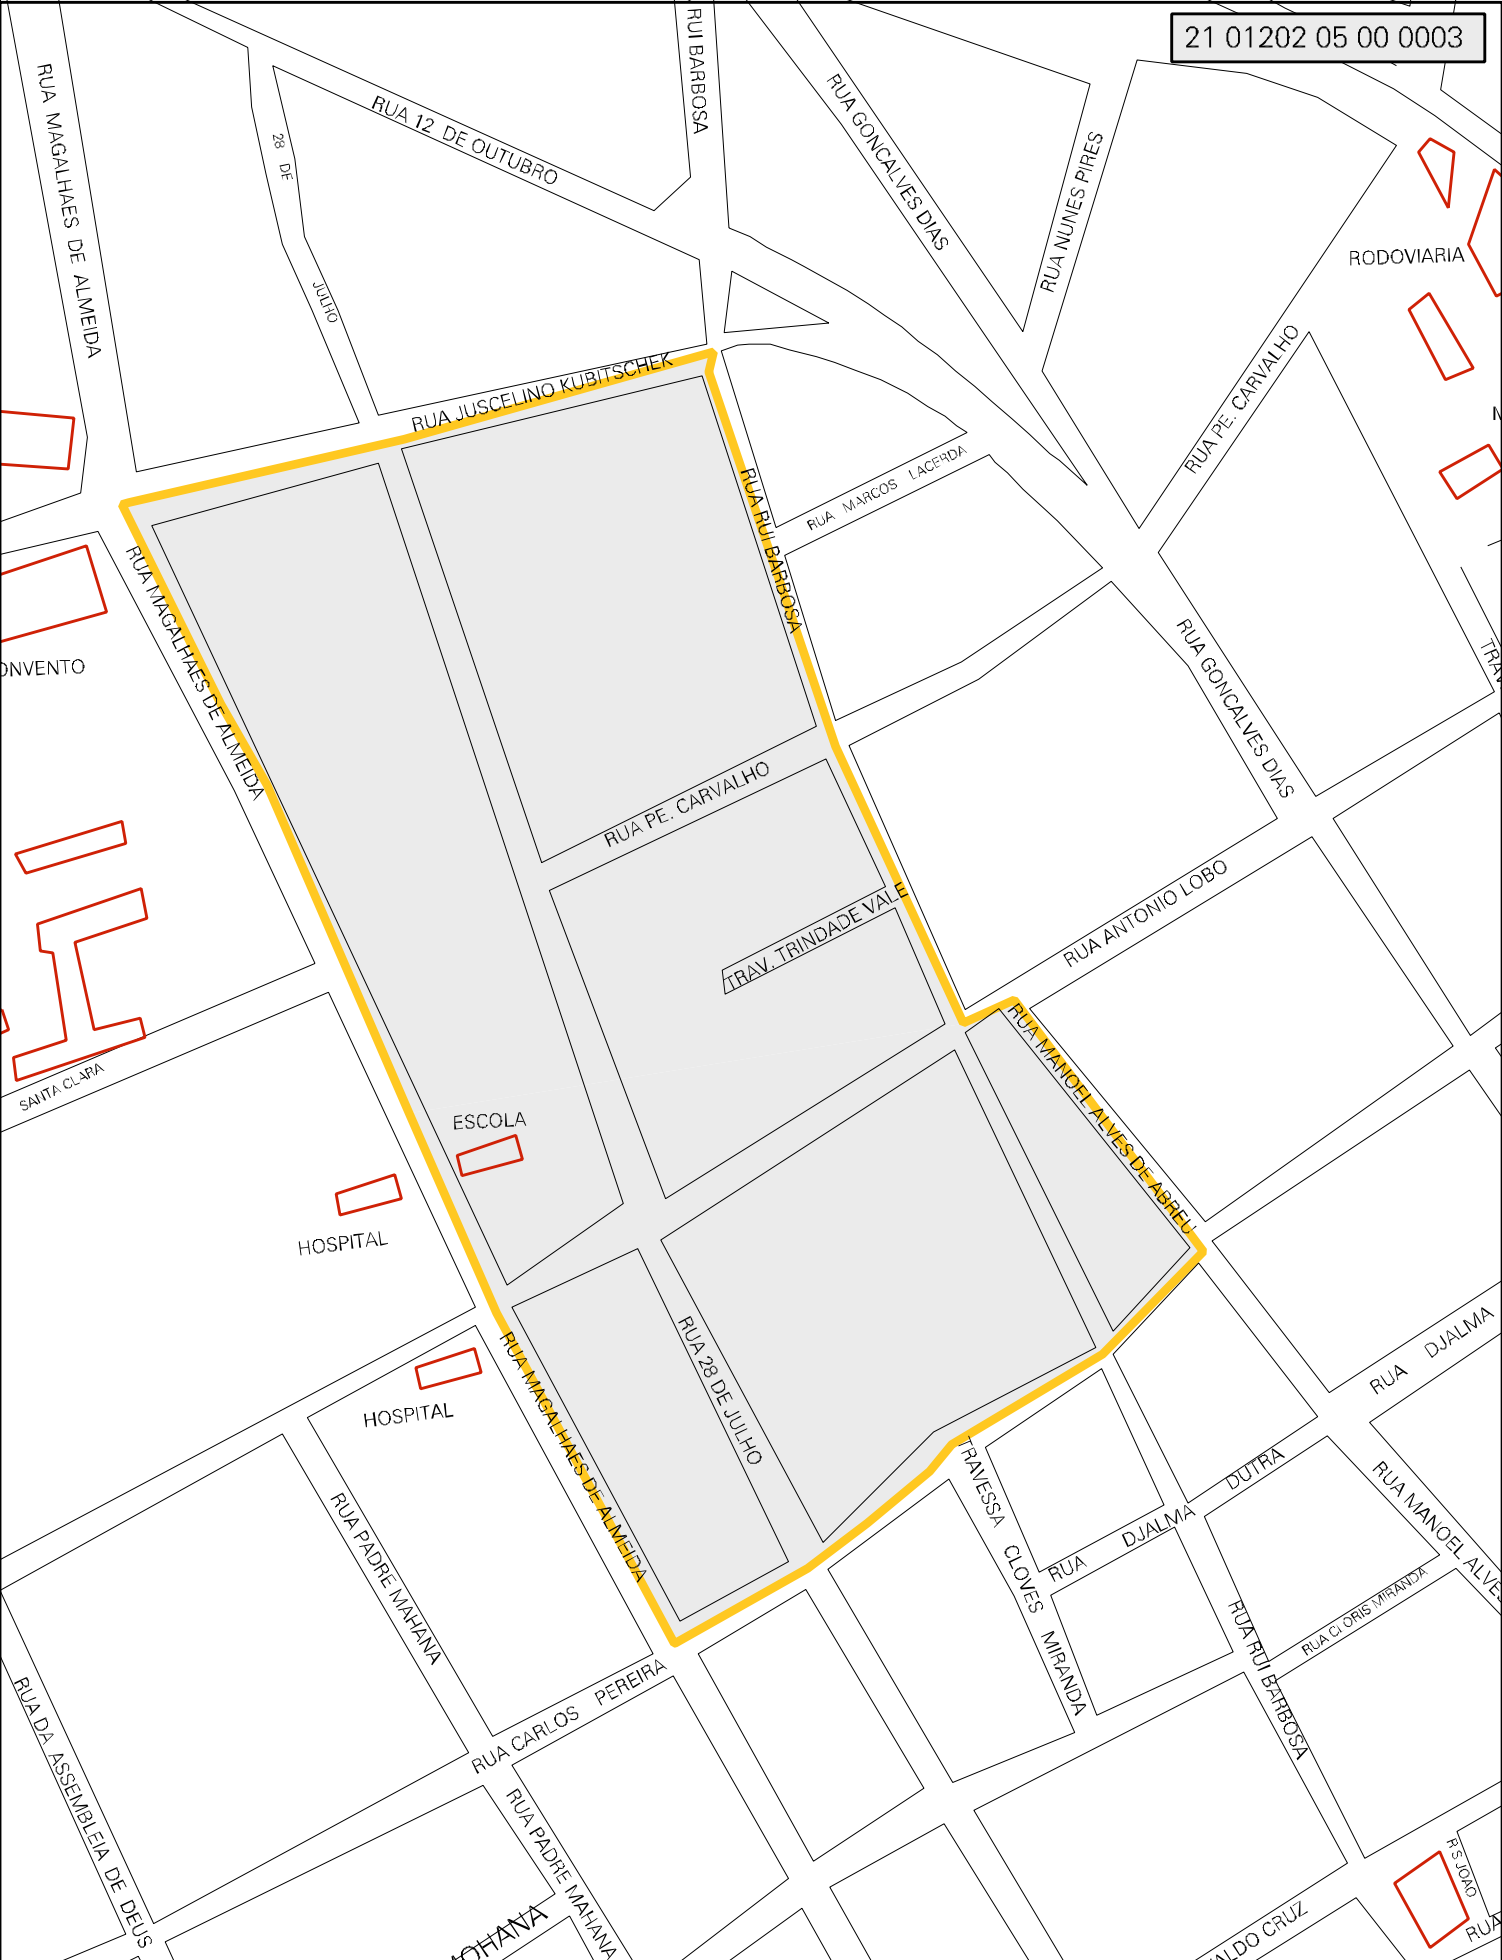 21 01202 05 00 0003
RUI BARBOSA
RUA MAGALHAES DE ALMEIDA
RUA 12 DE OUTUBRO
RUA GONCALVES DIAS
28 DE
JULHO
RUA NUNES PIRES
RODOVIARIA
RUA PE. CARVALHO
RUA JUSCELINO KUBITSCHEK
RUA MARCOS LACERDA
RUA RUI BARBOSA
RUA MAGALHAES DE ALMEIDA
ONVENTO
RUA GONCALVES DIAS
TRAV
RUA PE. CARVALHO
TRAV. TRINDADE VALE
RUA ANTONIO LOBO
SANTA CLARA
RUA MANOEL ALVES DE ABREU
ESCOLA
HOSPITAL
RUA 28 DE JULHO
RUA DJALMA
HOSPITAL
RUA MAGALHAES DE ALMEIDA
TRAVESSA CLOVES MIRANDA
RUA DJALMA DUTRA
RUA MANOEL ALVES
RUA PADRE MAHANA
RUA CLORIS MIRANDA
RUA RUI BARBOSA
RUA CARLOS PEREIRA
RUA DA ASSEMBLEIA DE DEUS
RUA PADRE MAHANA
R S JOAO
OHANA
ALDO CRUZ
RUA